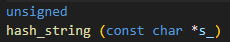 unsigned
hash_string (const char *s_)